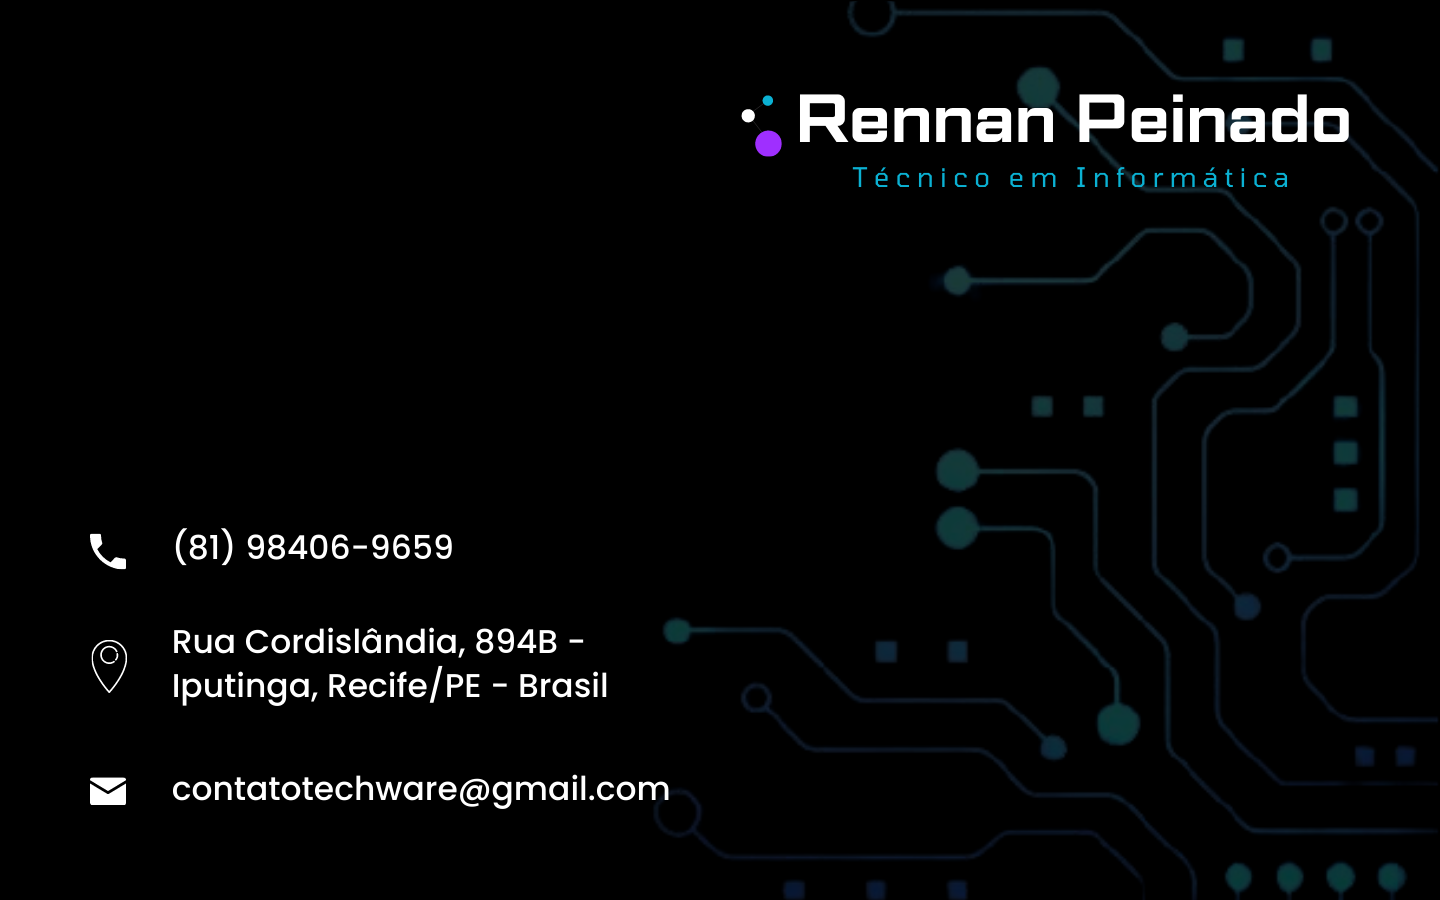 Rennan Peinado
Técnico em Informática
(81) 98406-9659
Rua Cordislândia, 894B -
Iputinga, Recife/PE - Brasil
contatotechware@gmail.com